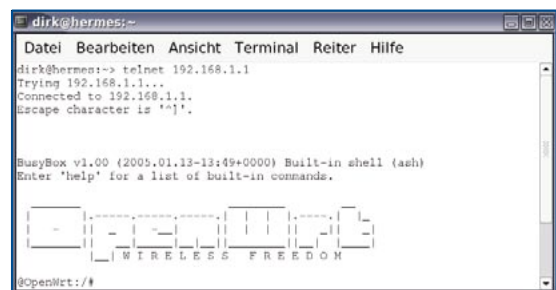 dirk@hermes:~
Datei Bearbeiten Ansicht Terminal Reiter Hilfe
dirk@hermes:~> telnet 192.168.1.1
Trying 192.168.1.1...
Connected to 192.168.1.1.
Escape character is '^]'.
BusyBox v1.00 (2005.01.13-13:49+0000) Built-in shell (ash)
Enter 'help' for a list of built-in commands.
OpenWrt
W I R E L E S S   F R E E D O M
@OpenWrt:/#